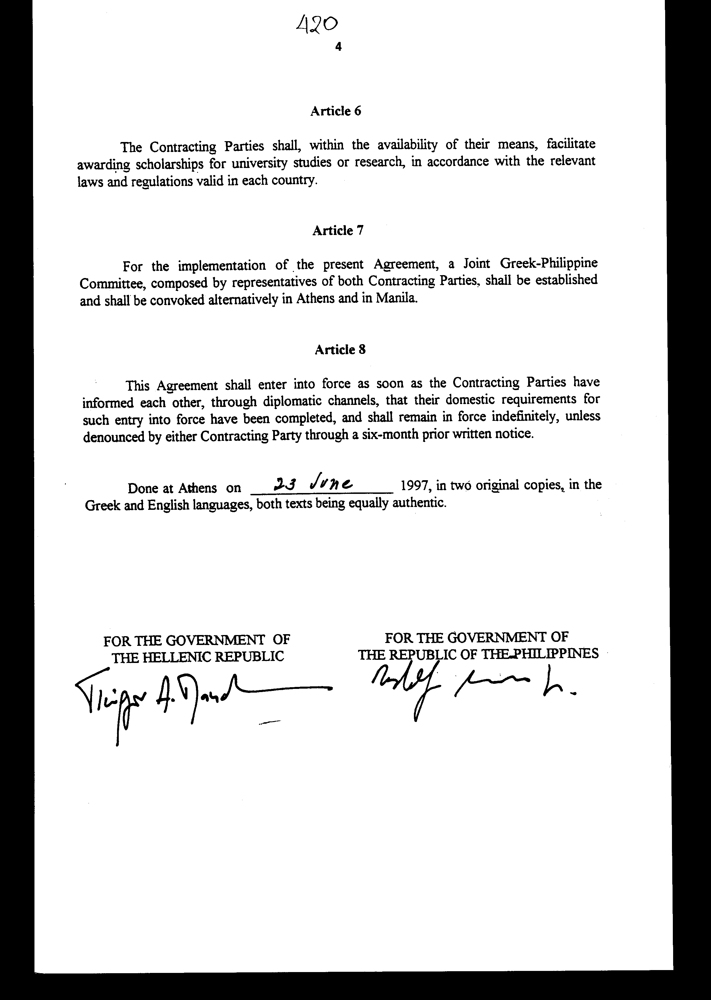 420
4
Article 6
The Contracting Parties shall, within the availability of their means, facilitate
awarding scholarships for university studies or research, in accordance with the relevant
laws and regulations valid in each country.
Article 7
For the implementation of the present Agreement, a Joint Greek-Philippine
Committee, composed by representatives of both Contracting Parties, shall be established
and shall be convoked alternatively in Athens and in Manila.
Article 8
This Agreement shall enter into force as soon as the Contracting Parties have
informed each other, through diplomatic channels, that their domestic requirements for
such entry into force have been completed, and shall remain in force indefinitely, unless
denounced by either Contracting Party through a six-month prior written notice.
Done at Athens on 23 June 1997, in two original copies, in the
Greek and English languages, both texts being equally authentic.
FOR THE GOVERNMENT OF
THE HELLENIC REPUBLIC
FOR THE GOVERNMENT OF
THE REPUBLIC OF THE PHILIPPINES